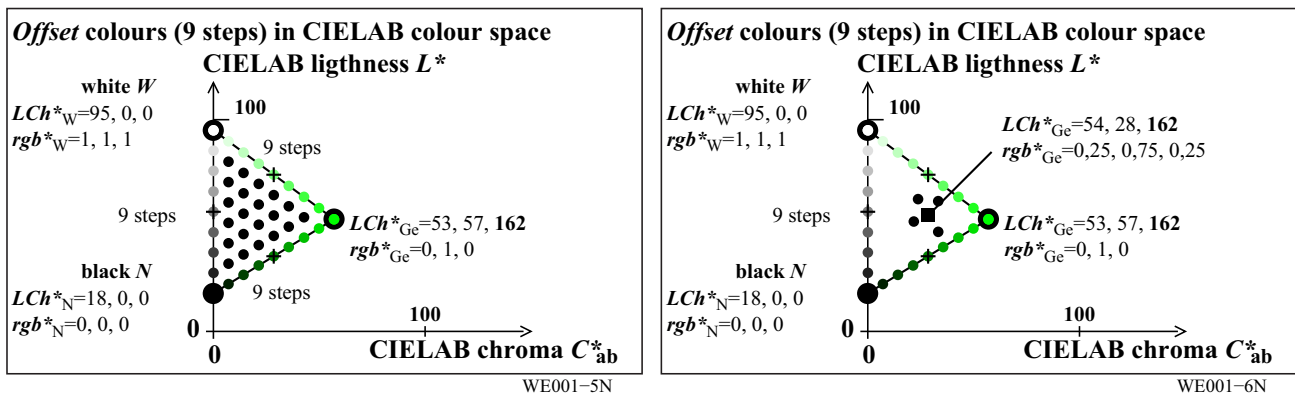 Offset colours (9 steps) in CIELAB colour space
CIELAB ligthness L*
white W
LCh*W=95, 0, 0
rgb*W=1, 1, 1
100
9 steps
9 steps
LCh*Ge=53, 57, 162
rgb*Ge=0, 1, 0
black N
9 steps
LCh*N=18, 0, 0
rgb*N=0, 0, 0
0
100
0
CIELAB chroma C*ab
WE001−5N
Offset colours (9 steps) in CIELAB colour space
CIELAB ligthness L*
white W
LCh*W=95, 0, 0
rgb*W=1, 1, 1
100
LCh*Ge=54, 28, 162
rgb*Ge=0,25, 0,75, 0,25
9 steps
LCh*Ge=53, 57, 162
rgb*Ge=0, 1, 0
black N
LCh*N=18, 0, 0
rgb*N=0, 0, 0
0
100
0
CIELAB chroma C*ab
WE001−6N